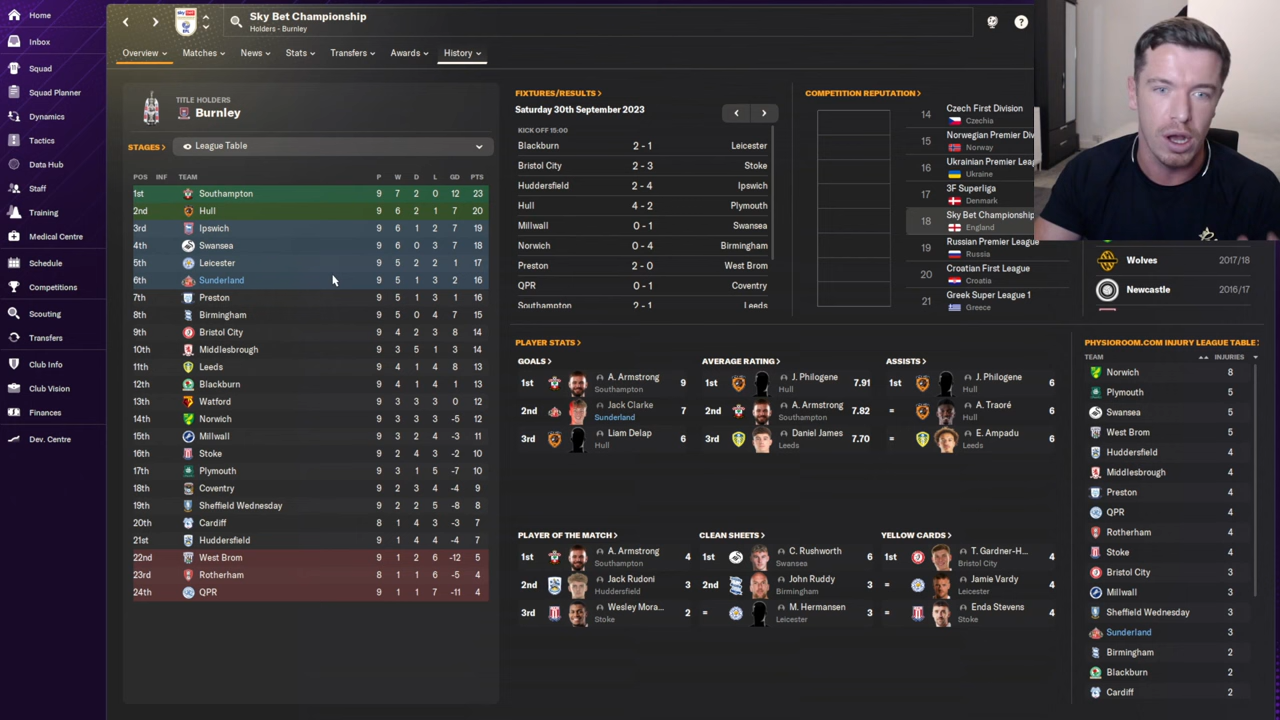 Home
Inbox
Squad
Squad Planner
Dynamics
Tactics
Data Hub
Staff
Training
Medical Centre
Schedule
Competitions
Scouting
Transfers
Club Info
Club Vision
Finances
Dev. Centre
Sky Bet Championship
Holders - Burnley
?
Overview
Matches
News
Stats
Transfers
Awards
History
TITLE HOLDERS
Burnley
STAGES >
League Table
POS INF TEAM P W D L GD PTS
1st Southampton 9 7 2 0 12 23
2nd Hull 9 6 2 1 7 20
3rd Ipswich 9 6 1 2 7 19
4th Swansea 9 6 0 3 7 18
5th Leicester 9 5 2 2 1 17
6th Sunderland 9 5 1 3 2 16
7th Preston 9 5 1 3 1 16
8th Birmingham 9 5 0 4 7 15
9th Bristol City 9 4 2 3 8 14
10th Middlesbrough 9 3 5 1 3 14
11th Leeds 9 4 1 4 8 13
12th Blackburn 9 4 1 4 1 13
13th Watford 9 3 3 3 0 12
14th Norwich 9 3 3 3 -5 12
15th Millwall 9 3 2 4 -3 11
16th Stoke 9 2 4 3 -2 10
17th Plymouth 9 3 1 5 -7 10
18th Coventry 9 2 3 4 -4 9
19th Sheffield Wednesday 9 2 2 5 -8 8
20th Cardiff 8 1 4 3 -3 7
21st Huddersfield 9 1 4 4 -4 7
22nd West Brom 9 1 2 6 -12 5
23rd Rotherham 8 1 1 6 -5 4
24th QPR 9 1 1 7 -11 4
FIXTURES/RESULTS >
Saturday 30th September 2023
KICK OFF 15:00
Blackburn 2 - 1 Leicester
Bristol City 2 - 3 Stoke
Huddersfield 2 - 4 Ipswich
Hull 4 - 2 Plymouth
Millwall 0 - 1 Swansea
Norwich 0 - 4 Birmingham
Preston 2 - 0 West Brom
QPR 0 - 1 Coventry
Southampton 2 - 1 Leeds
COMPETITION REPUTATION >
14 Czech First Division
Czechia
15 Norwegian Premier Div
Norway
16 Ukrainian Premier Lea
Ukraine
17 3F Superliga
Denmark
18 Sky Bet Championship
England
19 Russian Premier League
Russia
20 Croatian First League
Croatia
21 Greek Super League 1
Greece
Wolves 2017/18
Newcastle 2016/17
PLAYER STATS >
GOALS >
1st A. Armstrong 9
Southampton
2nd Jack Clarke 7
Sunderland
3rd Liam Delap 6
Hull
AVERAGE RATING >
1st J. Philogene 7.91
Hull
2nd A. Armstrong 7.82
Southampton
3rd Daniel James 7.70
Leeds
ASSISTS >
1st J. Philogene 6
Hull
= A. Traoré 6
Hull
= E. Ampadu 6
Leeds
PLAYER OF THE MATCH >
1st A. Armstrong 4
Southampton
2nd Jack Rudoni 3
Huddersfield
3rd Wesley Mora... 2
Stoke
CLEAN SHEETS >
1st C. Rushworth 6
Swansea
2nd John Ruddy 3
Birmingham
= M. Hermansen 3
Leicester
YELLOW CARDS >
1st T. Gardner-H... 4
Bristol City
= Jamie Vardy 4
Leicester
= Enda Stevens 4
Stoke
PHYSIOROOM.COM INJURY LEAGUE TABLE
TEAM INJURIES
Norwich 8
Plymouth 5
Swansea 5
West Brom 5
Huddersfield 4
Middlesbrough 4
Preston 4
QPR 4
Rotherham 4
Stoke 4
Bristol City 3
Millwall 3
Sheffield Wednesday 3
Sunderland 3
Birmingham 2
Blackburn 2
Cardiff 2